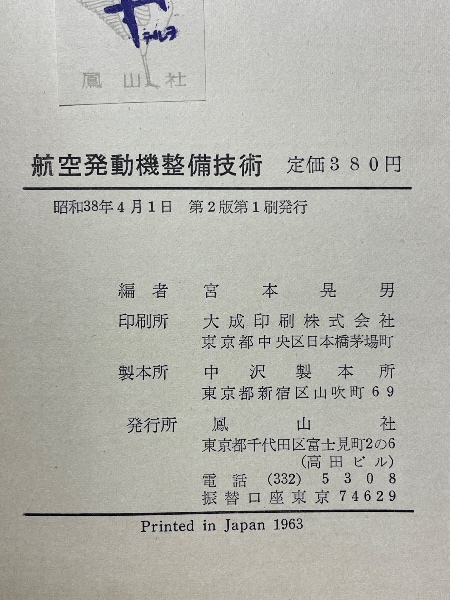 鳳山社
航空発動機整備技術 定価380円
昭和38年4月1日 第2版第1刷発行
編者 宮本晃男
印刷所 大成印刷株式会社
東京都中央区日本橋茅場町
製本所 中沢製本所
東京都新宿区山吹町69
発行所 鳳山社
東京都千代田区富士見町2の6
(高田ビル)
電話 (332) 5308
振替口座東京74629
Printed in Japan 1963